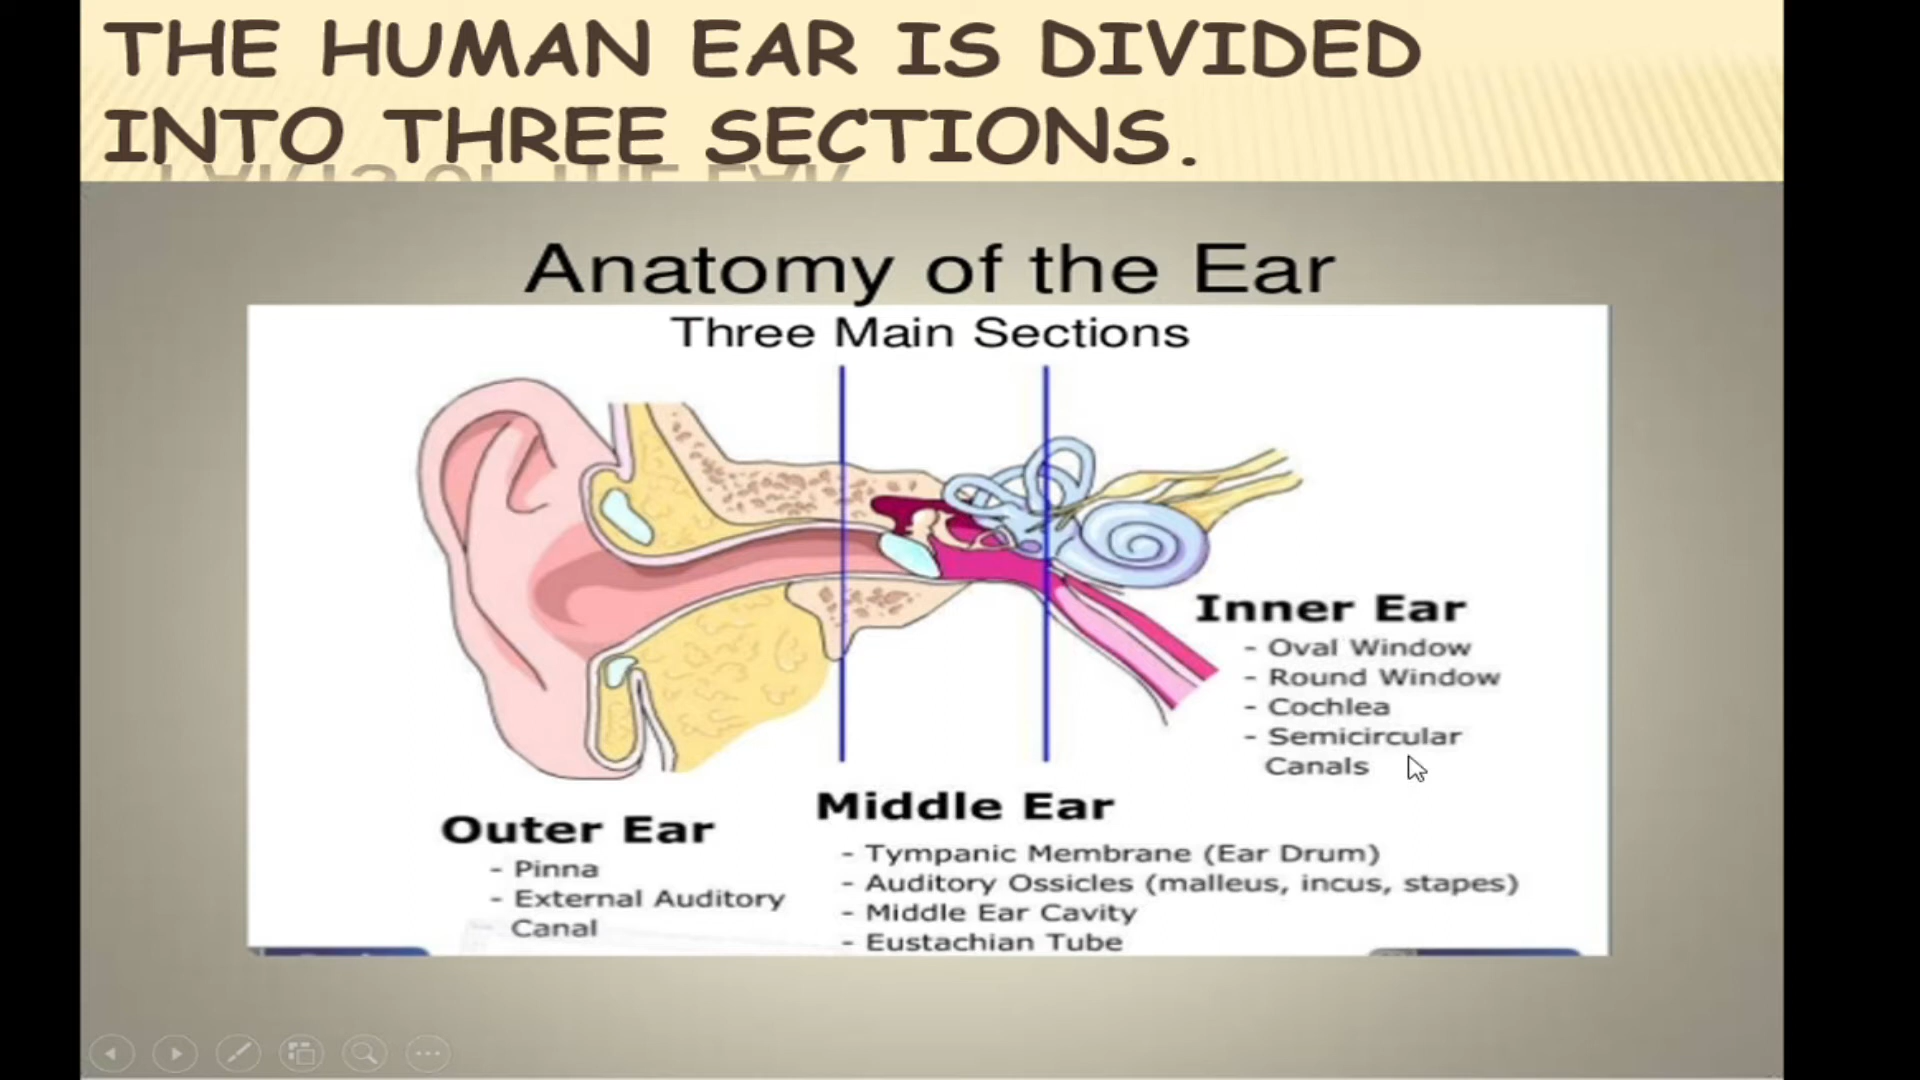 THE HUMAN EAR IS DIVIDED
INTO THREE SECTIONS.
Anatomy of the Ear
Three Main Sections
Inner Ear
- Oval Window
- Round Window
- Cochlea
- Semicircular
Canals
Middle Ear
- Tympanic Membrane (Ear Drum)
- Auditory Ossicles (malleus, incus, stapes)
- Middle Ear Cavity
- Eustachian Tube
Outer Ear
- Pinna
- External Auditory
Canal